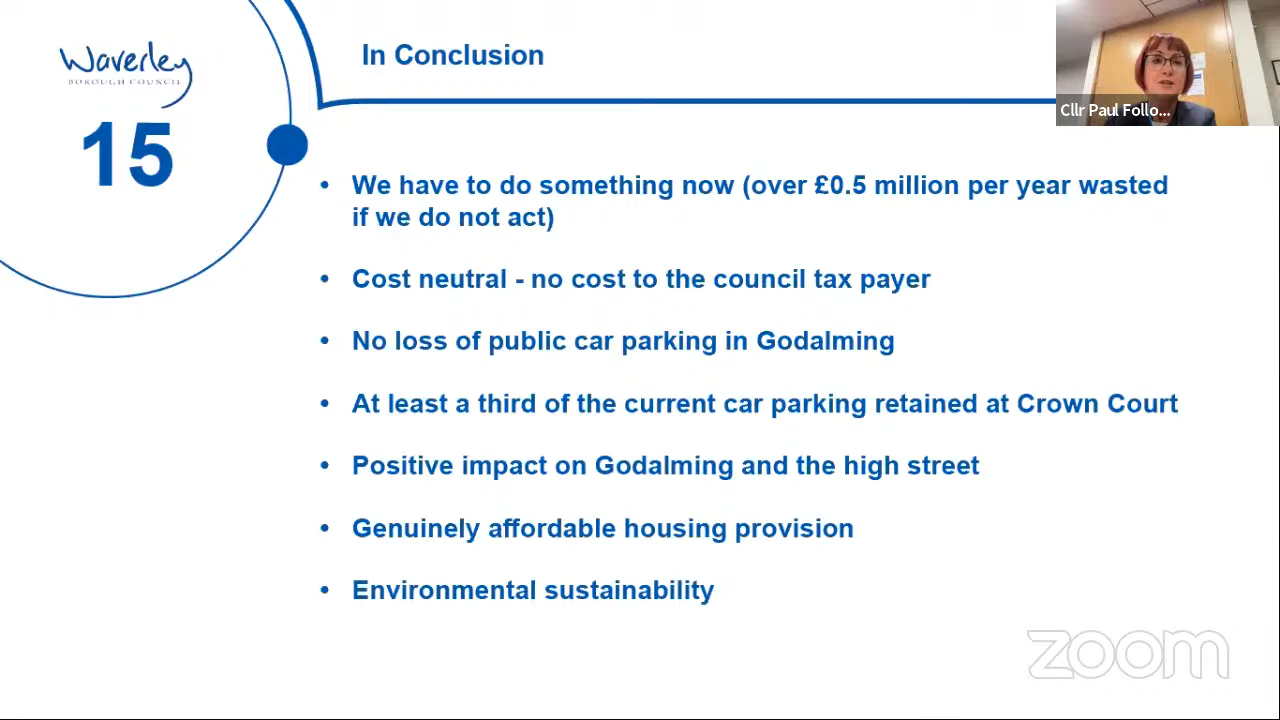 Waverley
BOROUGH COUNCIL
15
In Conclusion
Cllr Paul Follo...
• We have to do something now (over £0.5 million per year wasted
if we do not act)
• Cost neutral - no cost to the council tax payer
• No loss of public car parking in Godalming
• At least a third of the current car parking retained at Crown Court
• Positive impact on Godalming and the high street
• Genuinely affordable housing provision
• Environmental sustainability
zoom